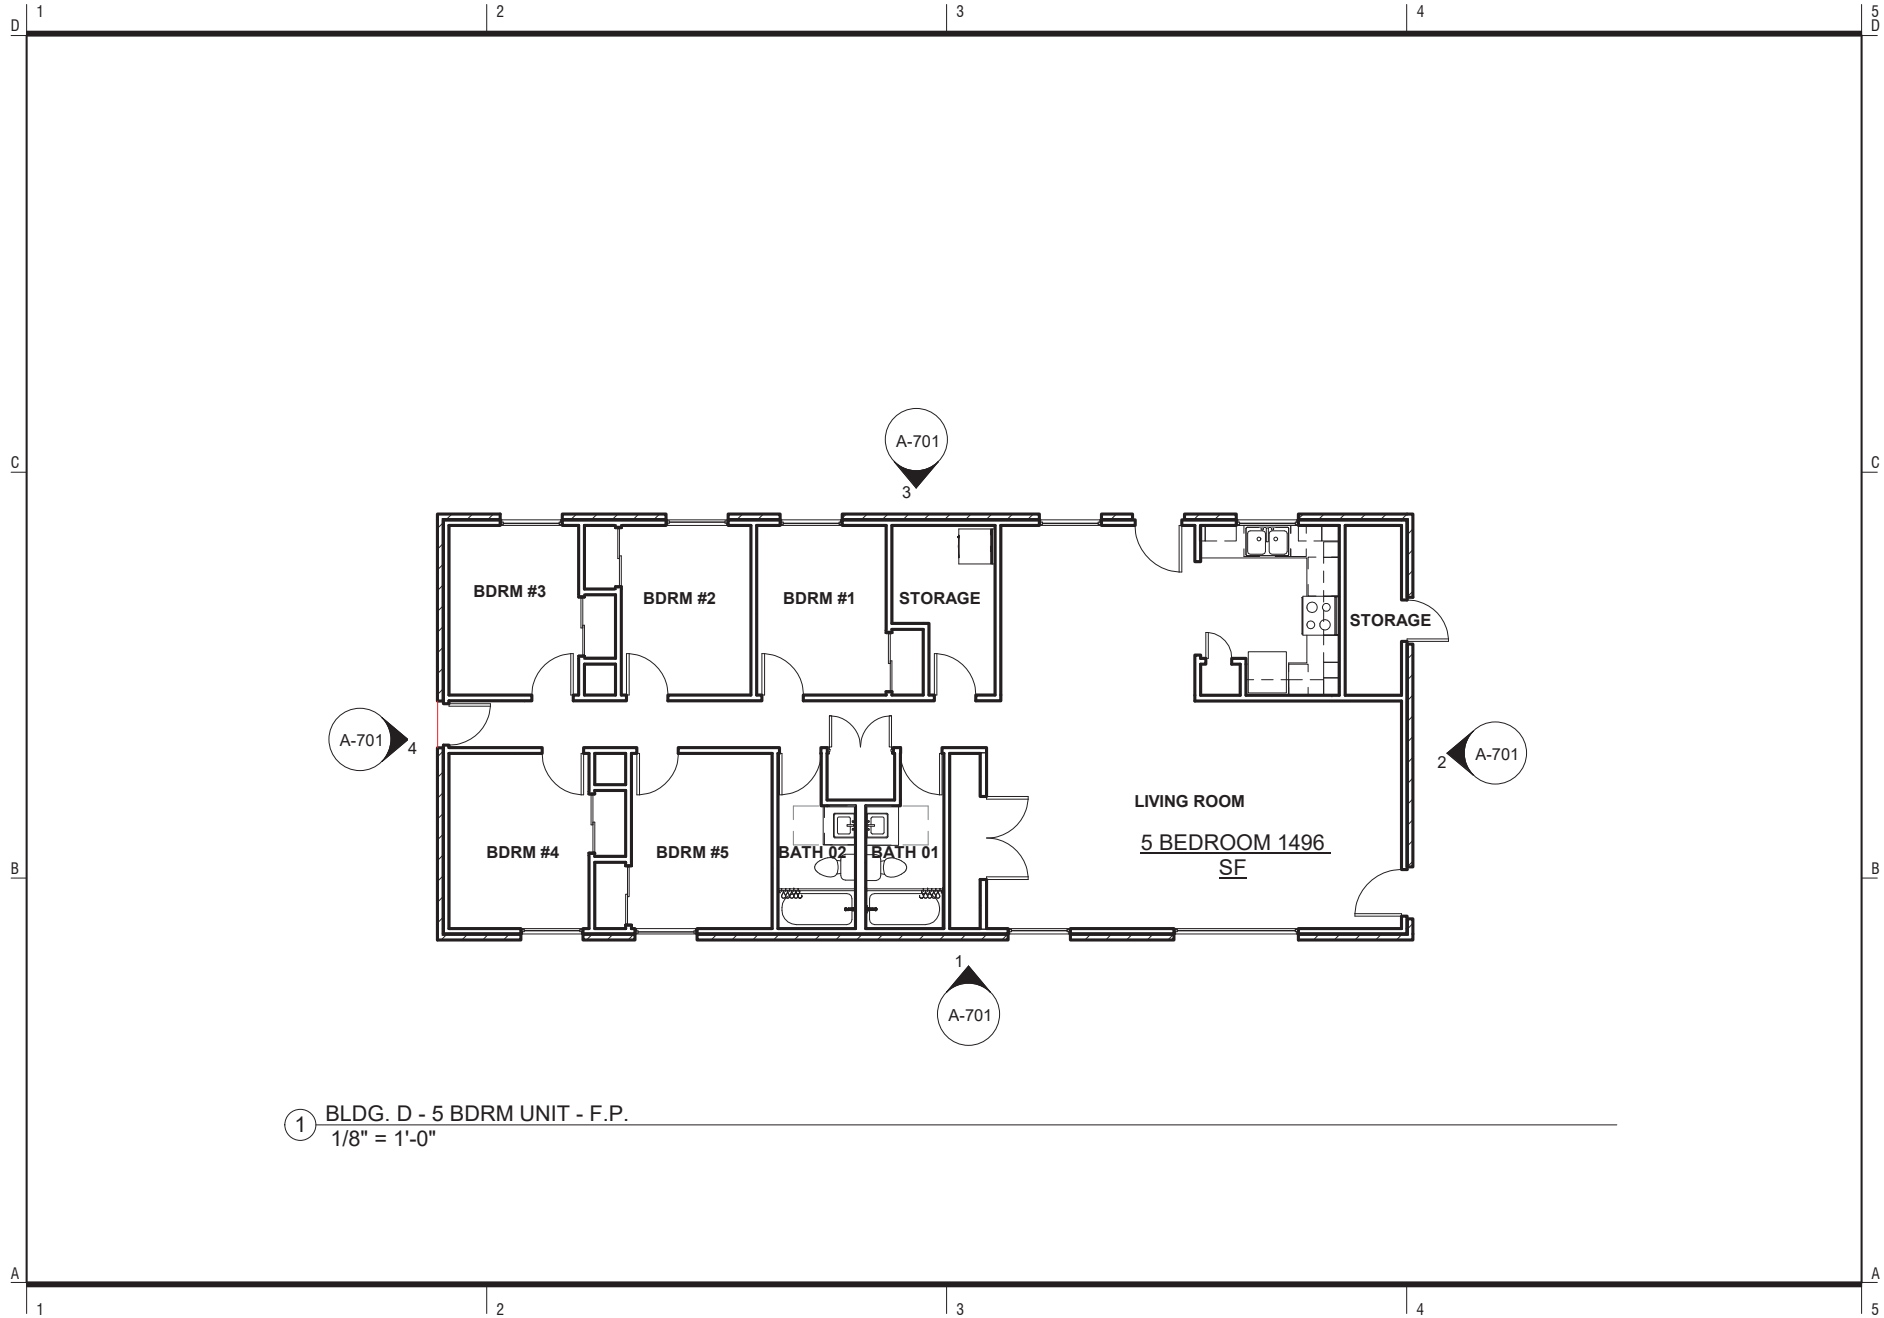 1 2 3 4 5
D D
A-701
C C
3
BDRM #3
BDRM #2
BDRM #1
STORAGE
STORAGE
A-701
4
2
A-701
LIVING ROOM
5 BEDROOM 1496
SF
BDRM #4
BDRM #5
BATH 02
BATH 01
B B
1
A-701
1
BLDG. D - 5 BDRM UNIT - F.P.
1/8" = 1'-0"
A A
1 2 3 4 5